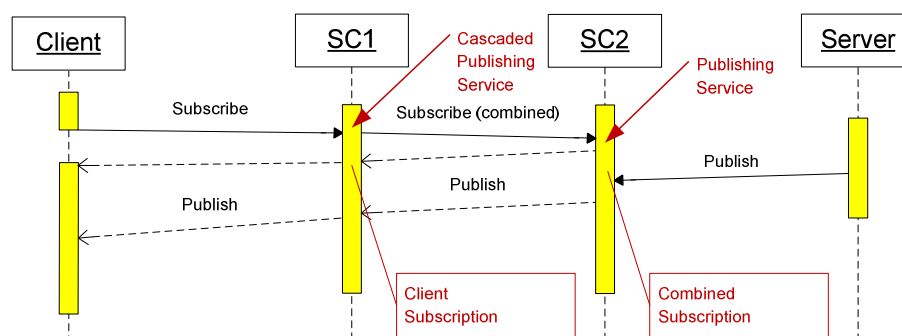 Client
SC1
SC2
Server
Cascaded
Publishing
Service
Publishing
Service
Subscribe
Subscribe (combined)
Publish
Publish
Publish
Client
Subscription
Combined
Subscription